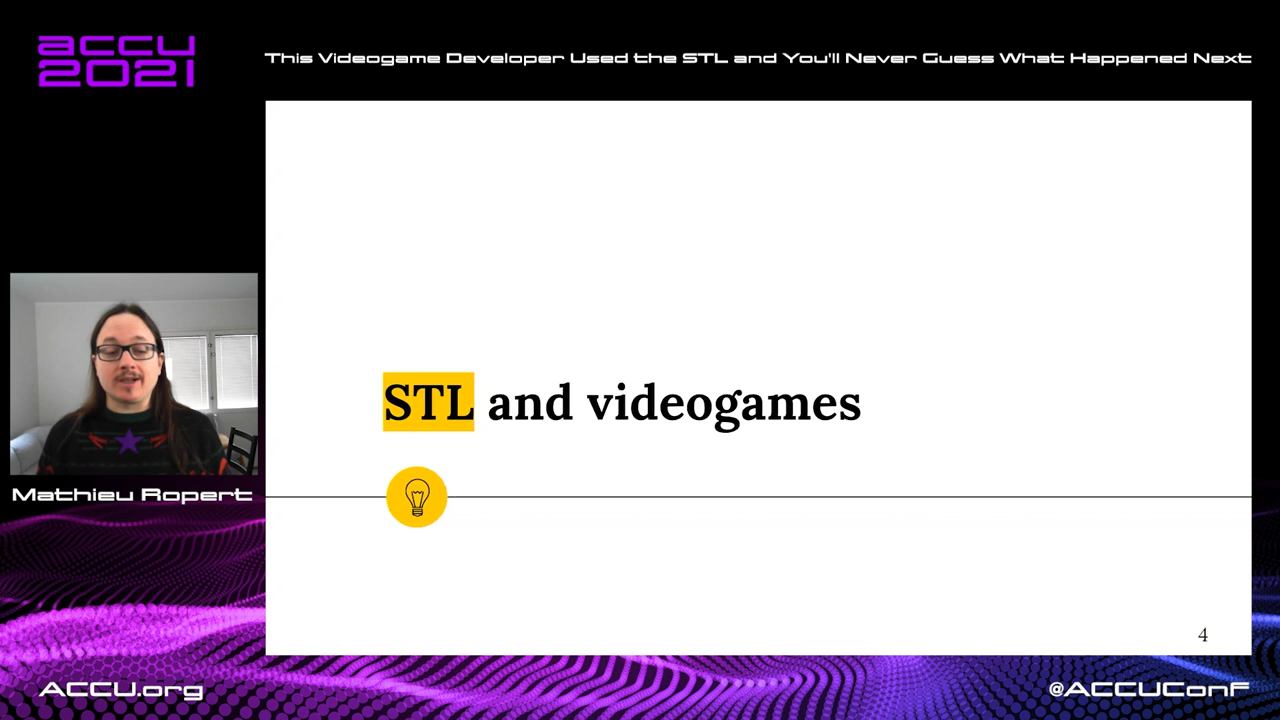 accu
2021
This Videogame Developer Used the STL and You'll Never Guess What Happened Next
STL and videogames
Mathieu Ropert
4
ACCU.org
@ACCUConf